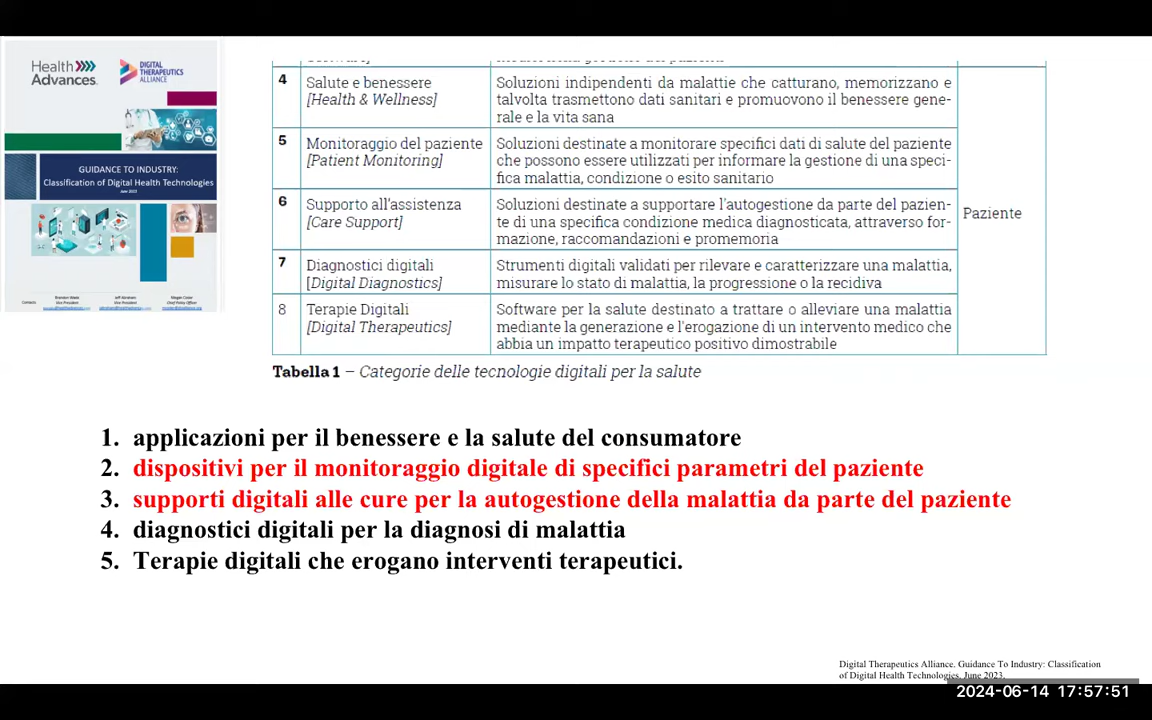 Health
Advances
DIGITAL
THERAPEUTICS
ALLIANCE
GUIDANCE TO INDUSTRY:
Classification of Digital Health Technologies
June 2023
4 Salute e benessere
[Health & Wellness]
Soluzioni indipendenti da malattie che catturano, memorizzano e
talvolta trasmettono dati sanitari e promuovono il benessere gene-
rale e la vita sana
5 Monitoraggio del paziente
[Patient Monitoring]
Soluzioni destinate a monitorare specifici dati di salute del paziente
che possono essere utilizzati per informare la gestione di una speci-
fica malattia, condizione o esito sanitario
6 Supporto all'assistenza
[Care Support]
Soluzioni destinate a supportare l'autogestione da parte del pazien-
te di una specifica condizione medica diagnosticata, attraverso for-
mazione, raccomandazioni e promemoria
7 Diagnostici digitali
[Digital Diagnostics]
Strumenti digitali validati per rilevare e caratterizzare una malattia,
misurare lo stato di malattia, la progressione o la recidiva
8 Terapie Digitali
[Digital Therapeutics]
Software per la salute destinato a trattare o alleviare una malattia
mediante la generazione e l'erogazione di un intervento medico che
abbia un impatto terapeutico positivo dimostrabile
Paziente
Tabella 1 – Categorie delle tecnologie digitali per la salute
1. applicazioni per il benessere e la salute del consumatore
2. dispositivi per il monitoraggio digitale di specifici parametri del paziente
3. supporti digitali alle cure per la autogestione della malattia da parte del paziente
4. diagnostici digitali per la diagnosi di malattia
5. Terapie digitali che erogano interventi terapeutici.
Digital Therapeutics Alliance. Guidance To Industry: Classification
of Digital Health Technologies. June 2023.
2024-06-14 17:57:51